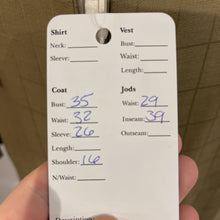 Shirt
Neck:
Sleeve:
Vest
Bust:
Waist:
Length:
Coat
Bust: 35
Waist: 32
Sleeve: 26
Length:
Shoulder: 16
N/Waist:
Jods
Waist: 29
Inseam: 39
Outseam:
Description: